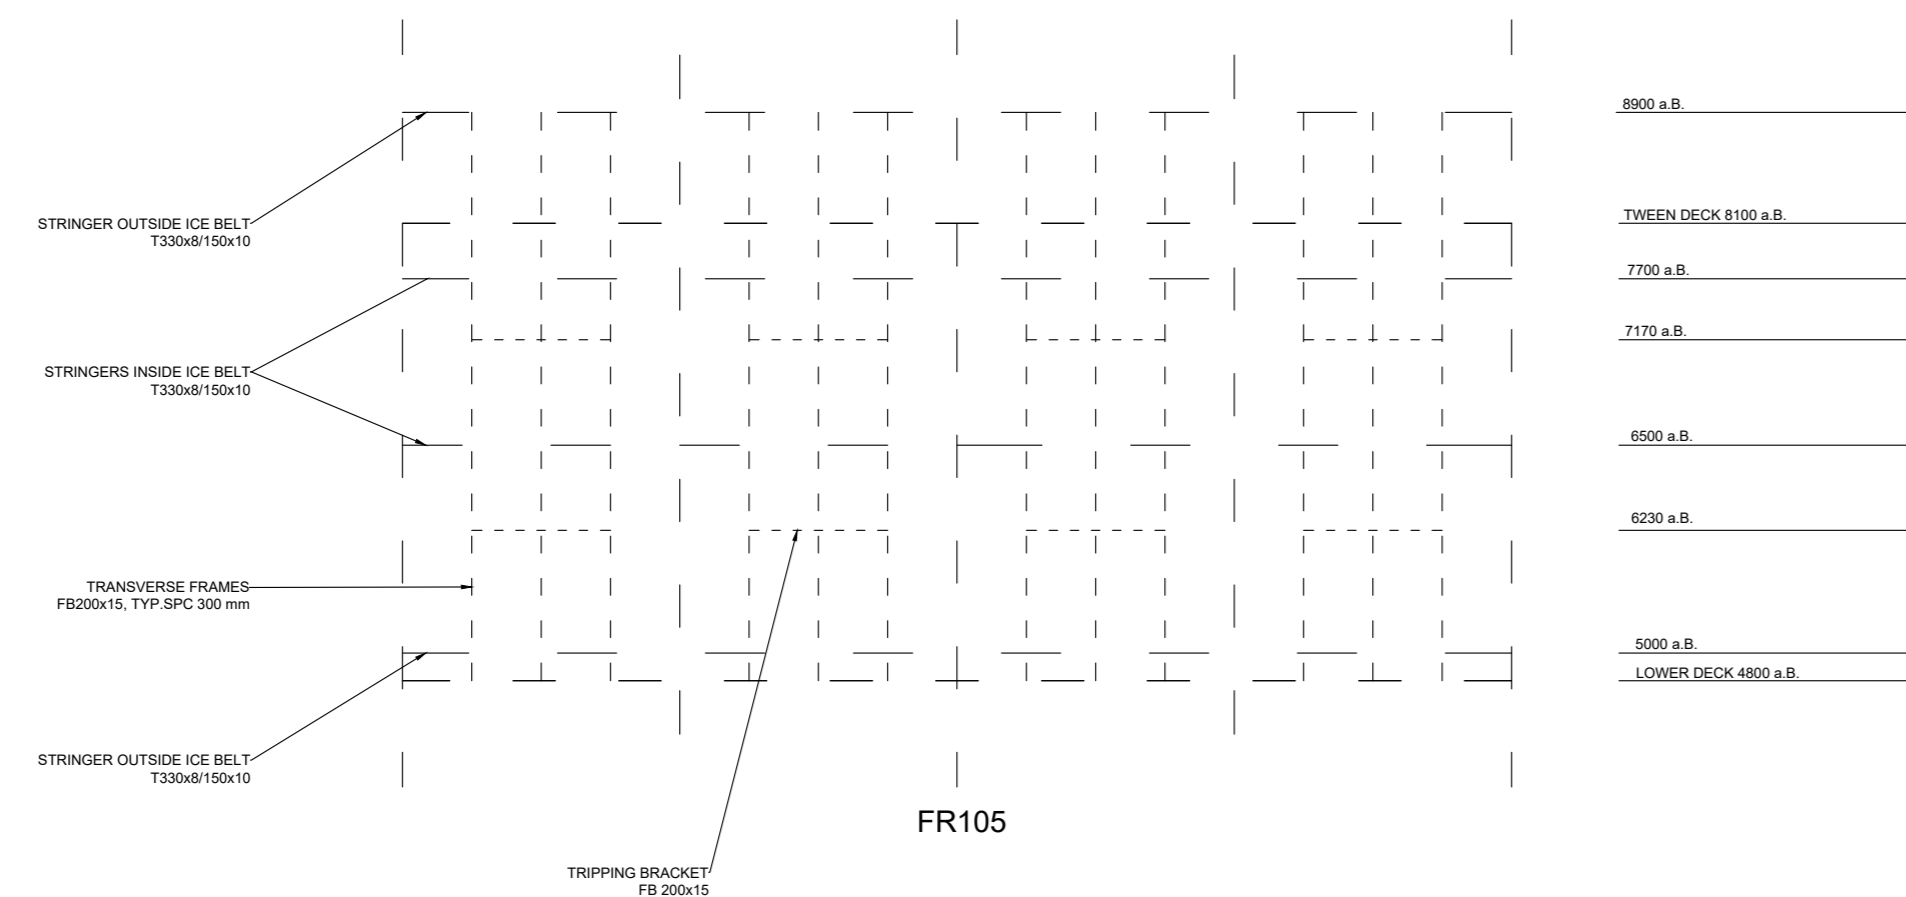 8900 a.B.
STRINGER OUTSIDE ICE BELT
T330x8/150x10
TWEEN DECK 8100 a.B.
7700 a.B.
7170 a.B.
STRINGERS INSIDE ICE BELT
T330x8/150x10
6500 a.B.
6230 a.B.
TRANSVERSE FRAMES
FB200x15, TYP.SPC 300 mm
5000 a.B.
LOWER DECK 4800 a.B.
STRINGER OUTSIDE ICE BELT
T330x8/150x10
FR105
TRIPPING BRACKET
FB 200x15